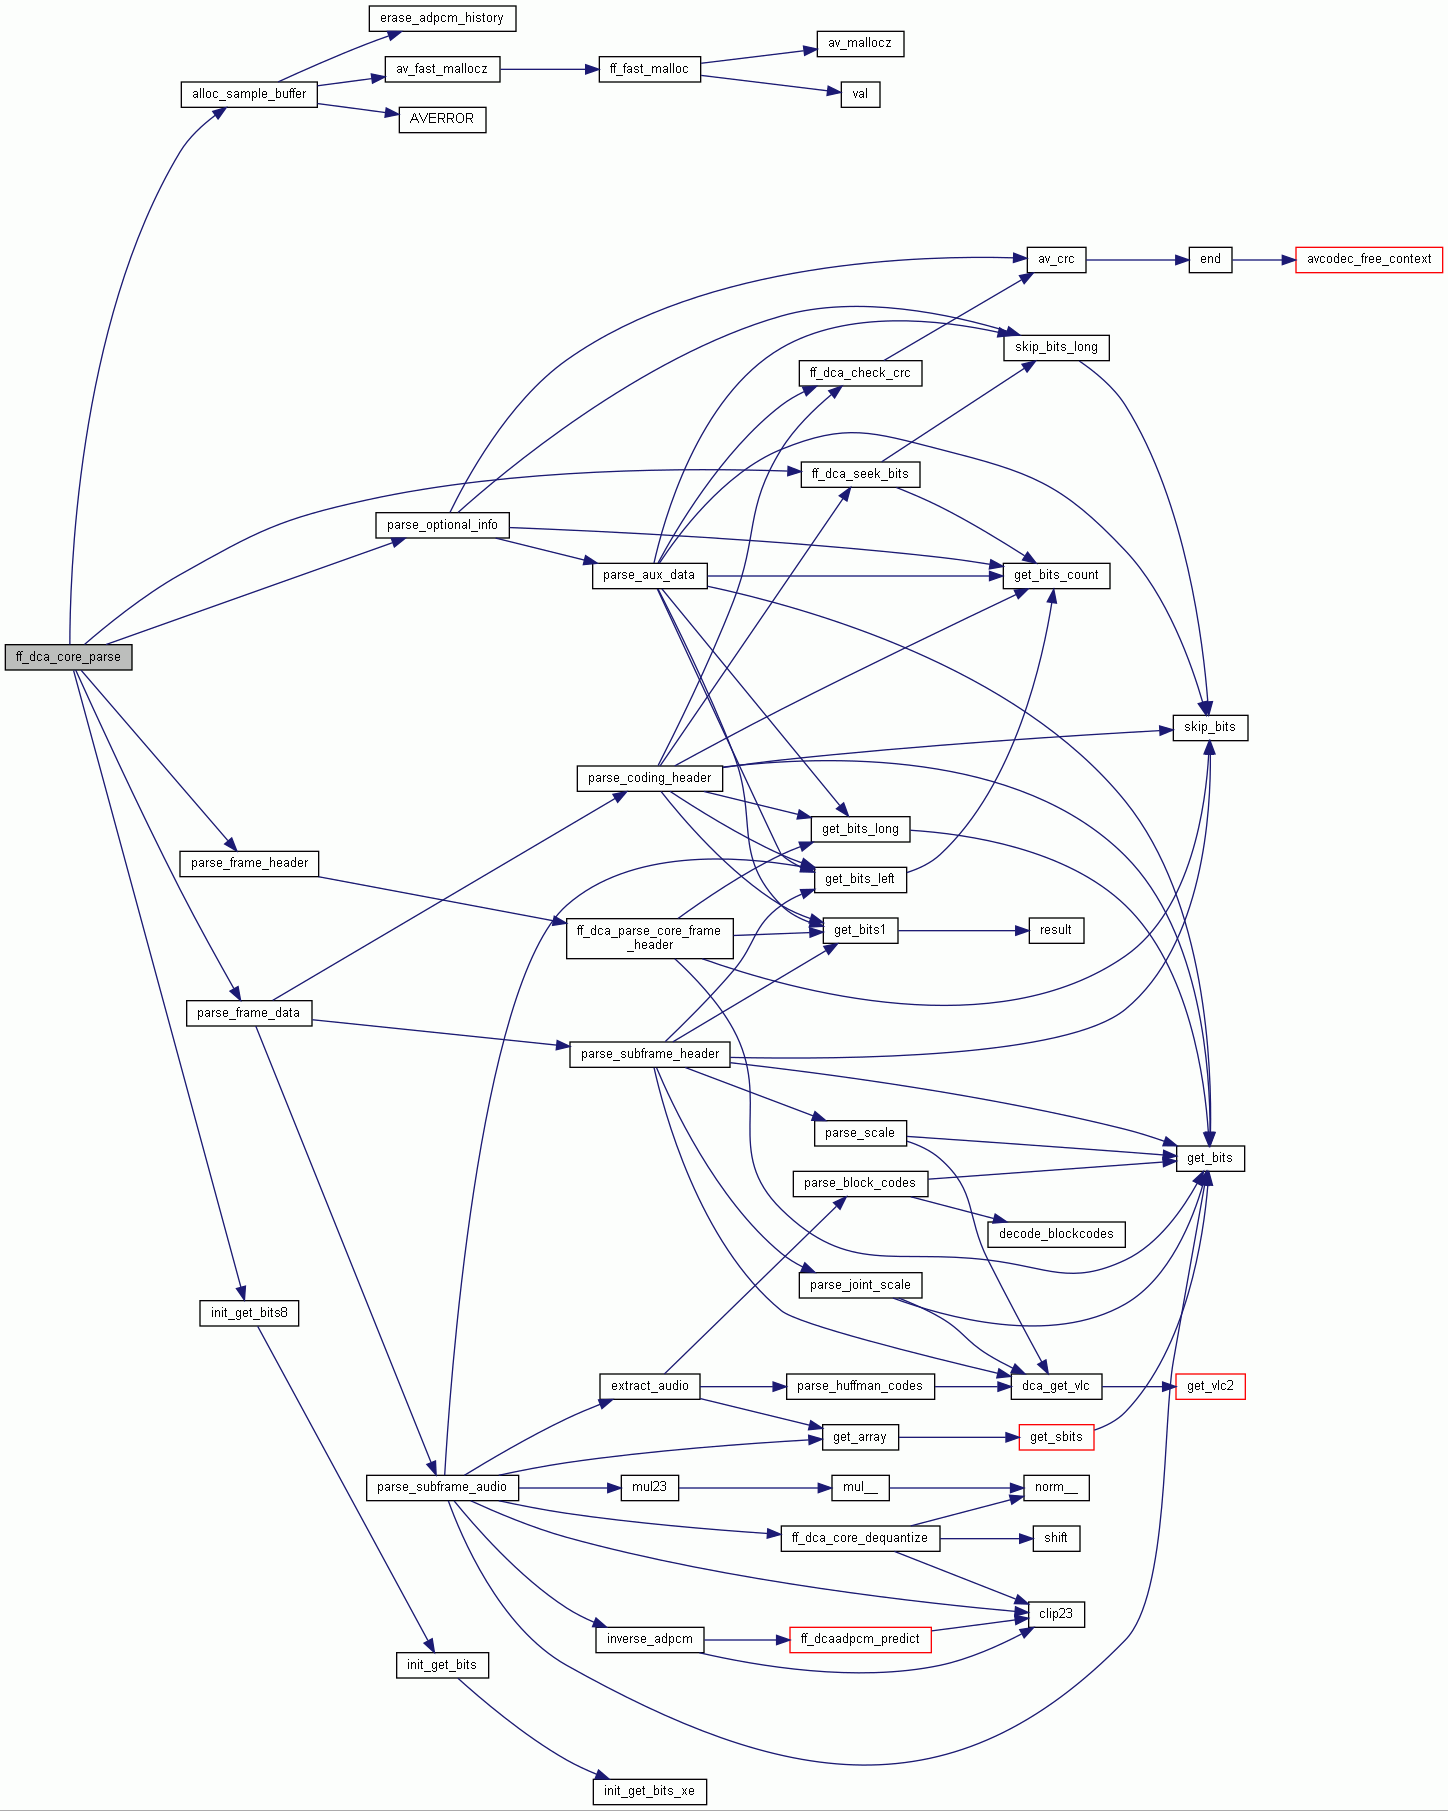 erase_adpcm_history
av_mallocz
av_fast_mallocz
ff_fast_malloc
alloc_sample_buffer
val
AVERROR
av_crc
end
avcodec_free_context
skip_bits_long
ff_dca_check_crc
ff_dca_seek_bits
parse_optional_info
parse_aux_data
get_bits_count
ff_dca_core_parse
skip_bits
parse_coding_header
get_bits_long
parse_frame_header
get_bits_left
ff_dca_parse_core_frame
_header
get_bits1
result
parse_frame_data
parse_subframe_header
parse_scale
get_bits
parse_block_codes
decode_blockcodes
parse_joint_scale
init_get_bits8
extract_audio
parse_huffman_codes
dca_get_vlc
get_vlc2
get_array
get_sbits
parse_subframe_audio
mul23
mul__
norm__
ff_dca_core_dequantize
shift
clip23
inverse_adpcm
ff_dcaadpcm_predict
init_get_bits
init_get_bits_xe